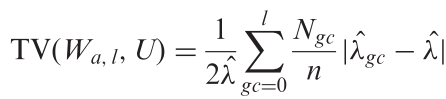 TV(W_{a, l}, U) = \frac{1}{2\hat{\lambda}} \sum_{gc=0}^{l} \frac{N_{gc}}{n} |\hat{\lambda}_{gc} - \hat{\lambda}|